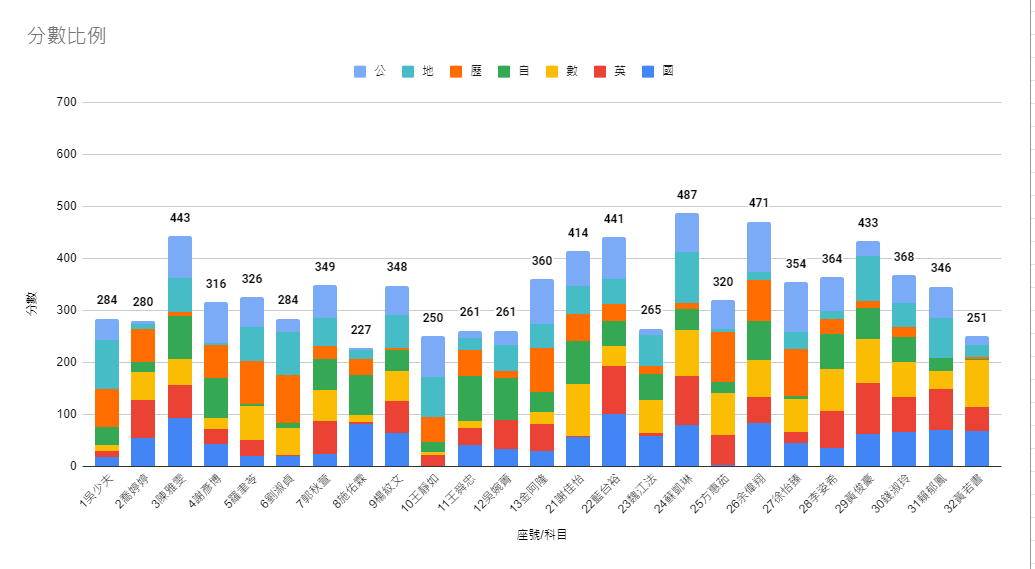 分數比例
公 地 歷 自 數 英 國
700
600
500
400
300
200
100
0
分數
284 280 443 316 326 284 349 227 348 250 261 261 360 414 441 265 487 320 471 354 364 433 368 346 251
1吳少夫 2喬婷婷 3陳雅雯 4謝彥博 5羅聿苓 6劉淑貞 7郭秋萱 8施佑霖 9楊紋文 10王靜如 11王舜忠 12吳婉菁 13金阿隆 21謝佳怡 22藍台裕 23魏江法 24蘇凱琳 25方惠茹 26余偉翔 27徐怡臻 28李姿希 29黃俊豪 30鍾淑玲 31賴郁鳳 32黃若書
座號/科目